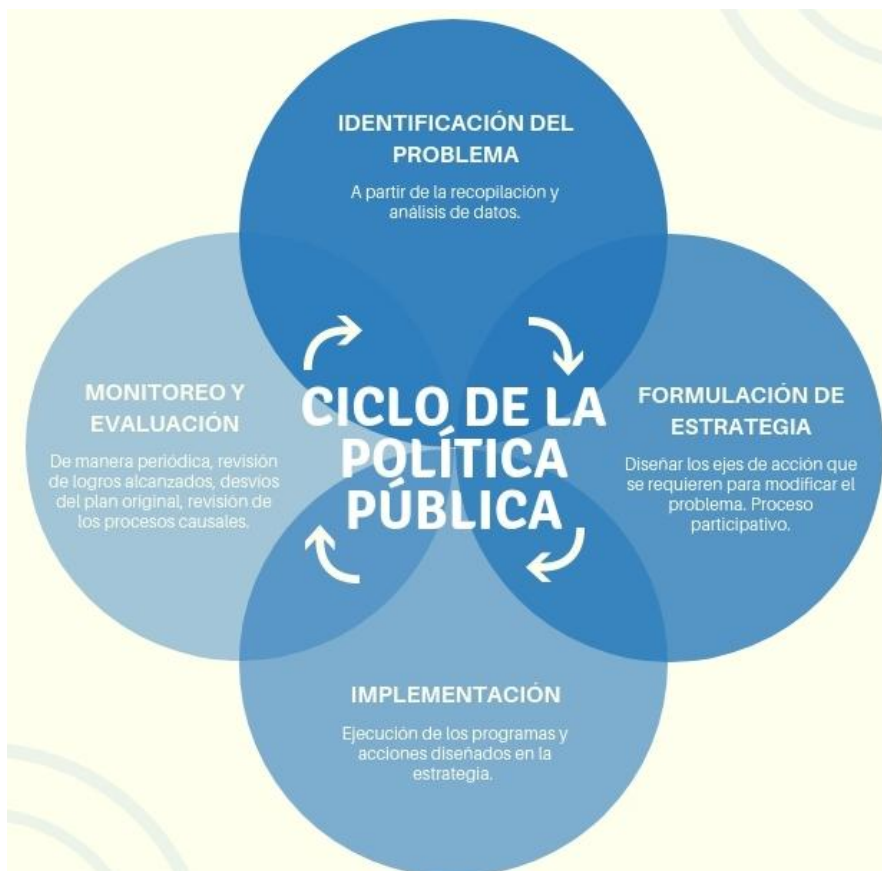 IDENTIFICACIÓN DEL
PROBLEMA
A partir de la recopilación y
análisis de datos.
MONITOREO Y
EVALUACIÓN
De manera periódica, revisión
de logros alcanzados, desvíos
del plan original, revisión de
los procesos causales.
CICLO DE LA
POLÍTICA
PÚBLICA
FORMULACIÓN DE
ESTRATEGIA
Diseñar los ejes de acción que
se requieren para modificar el
problema. Proceso
participativo.
IMPLEMENTACIÓN
Ejecución de los programas y
acciones diseñados en la
estrategia.